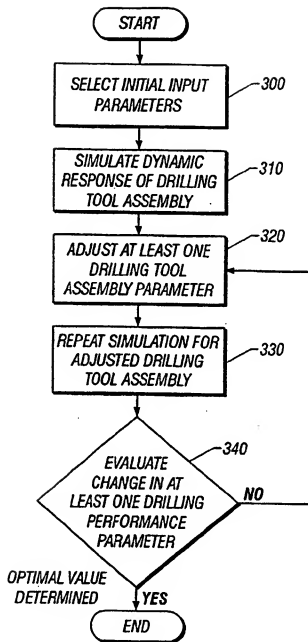 START
SELECT INITIAL INPUT
PARAMETERS
300
SIMULATE DYNAMIC
RESPONSE OF DRILLING
TOOL ASSEMBLY
310
ADJUST AT LEAST ONE
DRILLING TOOL
ASSEMBLY PARAMETER
320
REPEAT SIMULATION FOR
ADJUSTED DRILLING
TOOL ASSEMBLY
330
EVALUATE
CHANGE IN AT
LEAST ONE DRILLING
PERFORMANCE
PARAMETER
340
NO
OPTIMAL VALUE
DETERMINED
YES
END